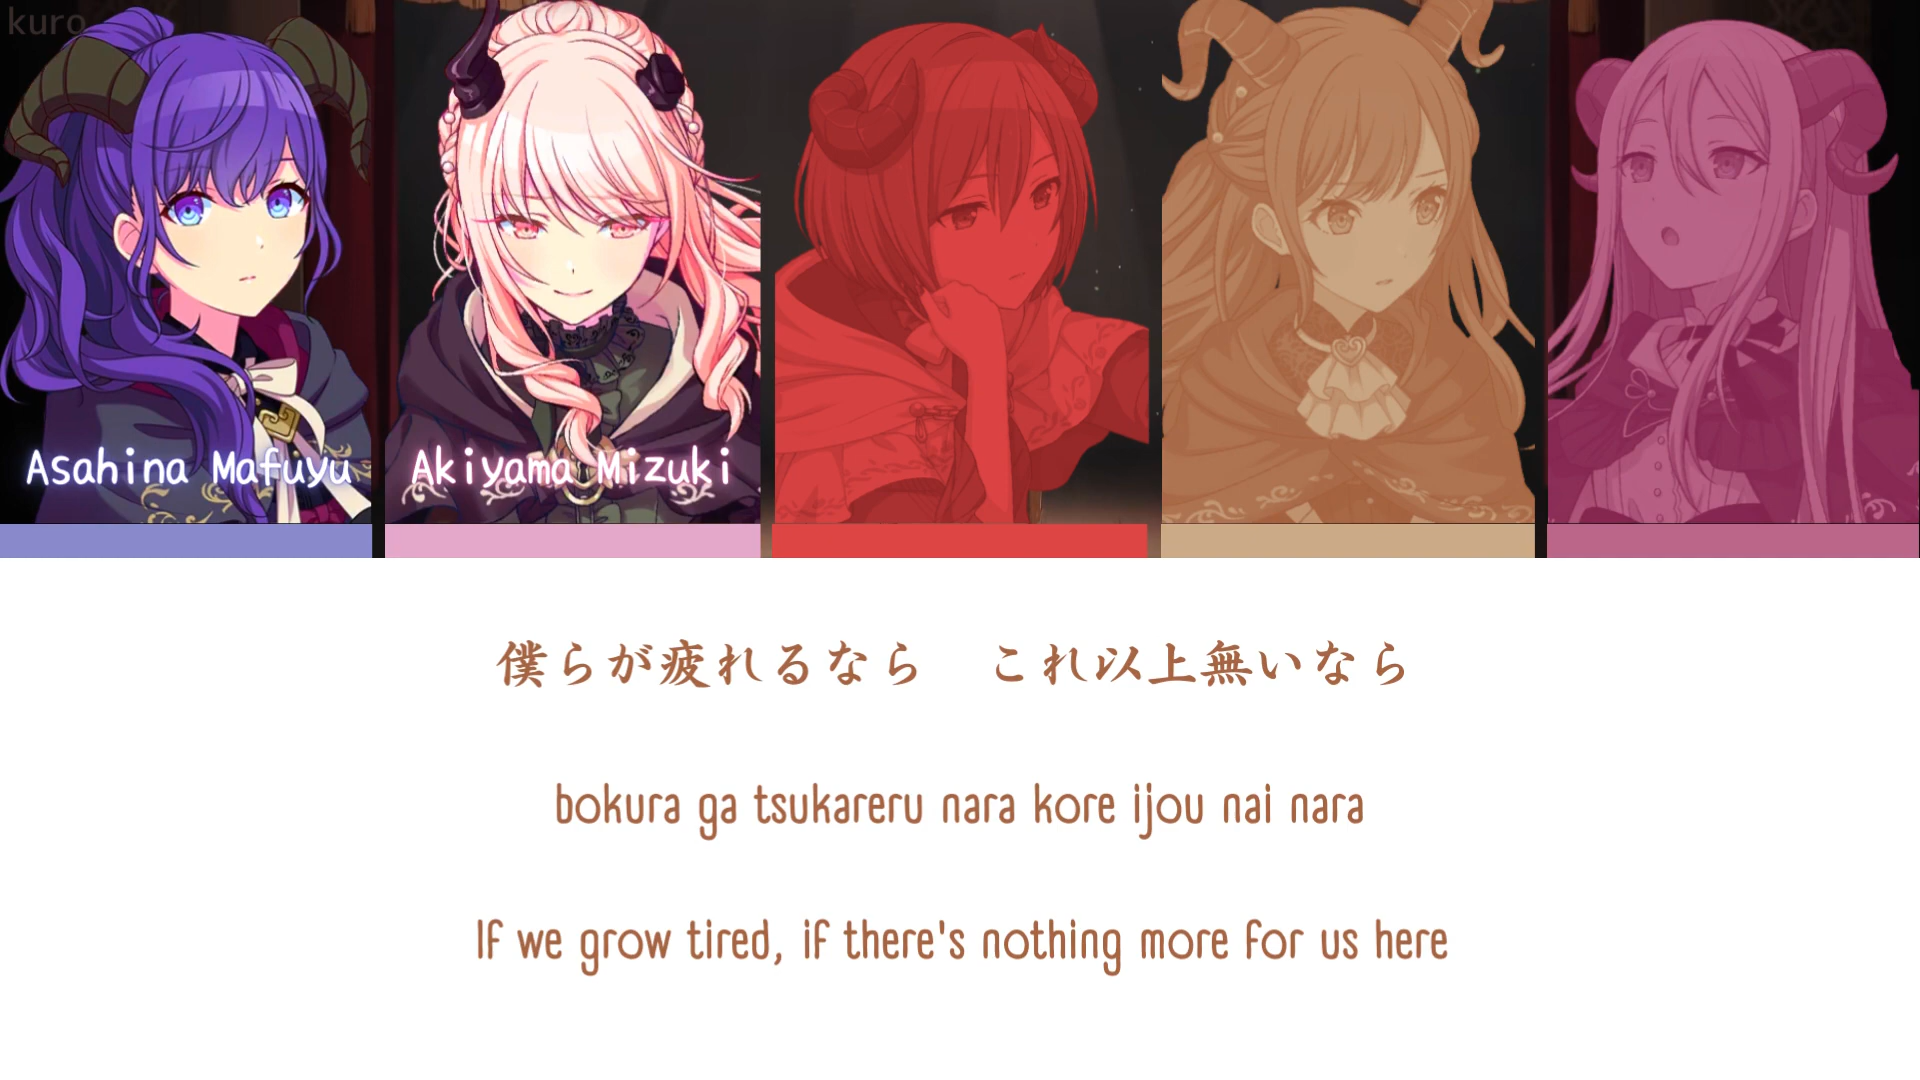 kuro
Asahina Mafuyu
Akiyama Mizuki
僕らが疲れるなら　これ以上無いなら
bokura ga tsukareru nara kore ijou nai nara
If we grow tired, if there's nothing more for us here